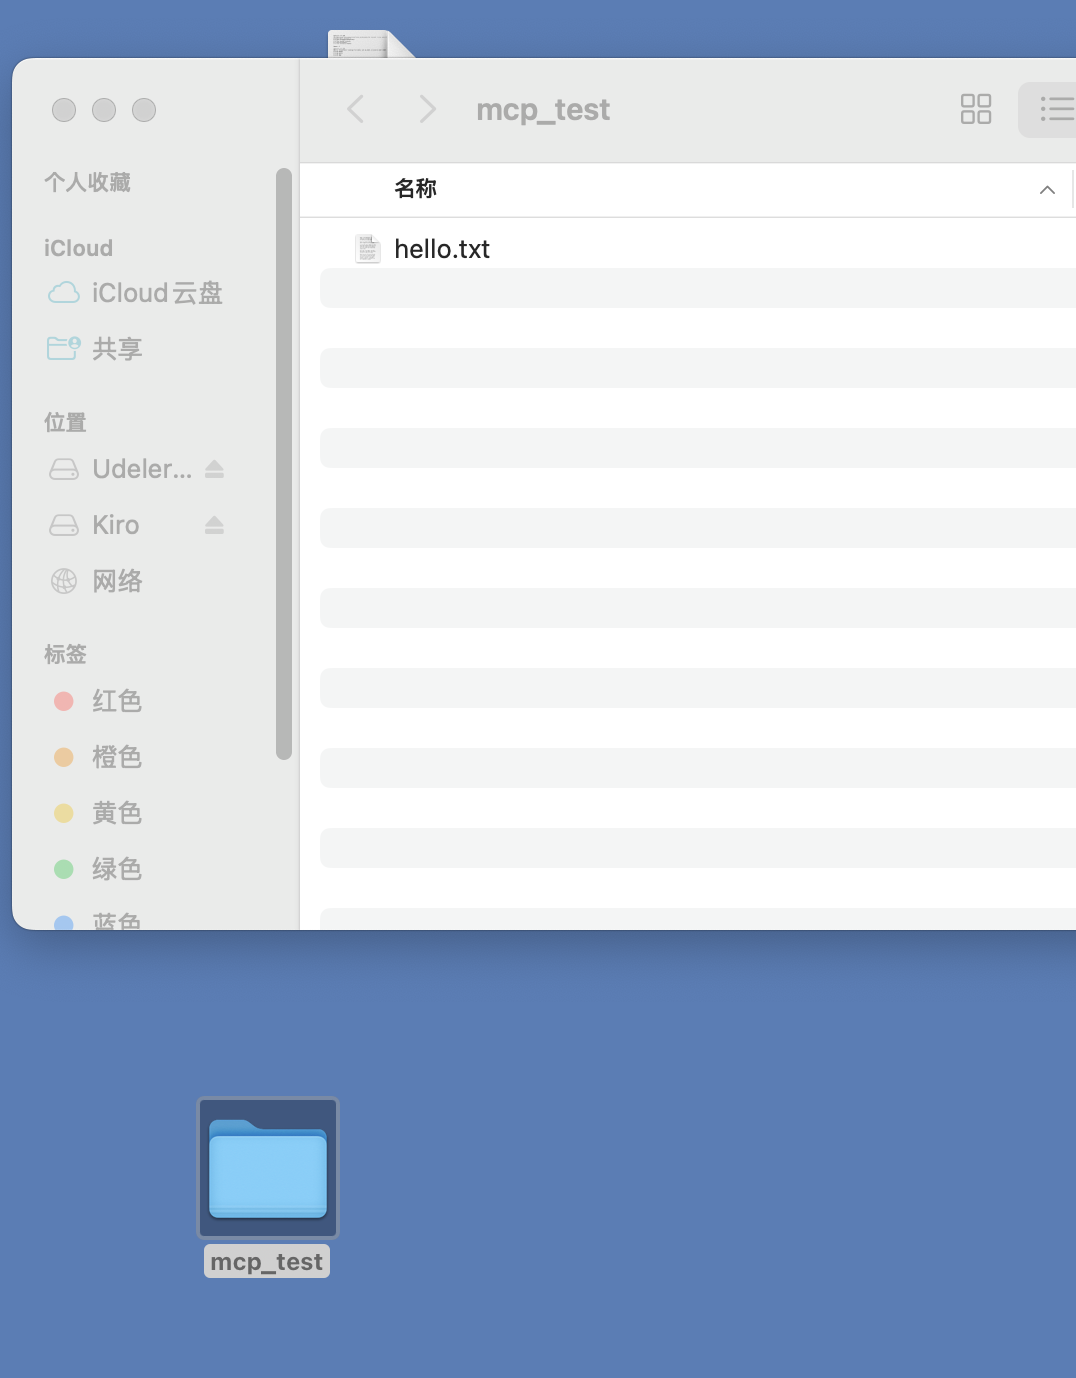 mcp_test
个人收藏
iCloud
iCloud云盘
共享
位置
Udeler...
Kiro
网络
标签
红色
橙色
黄色
绿色
蓝色
名称
hello.txt
mcp_test